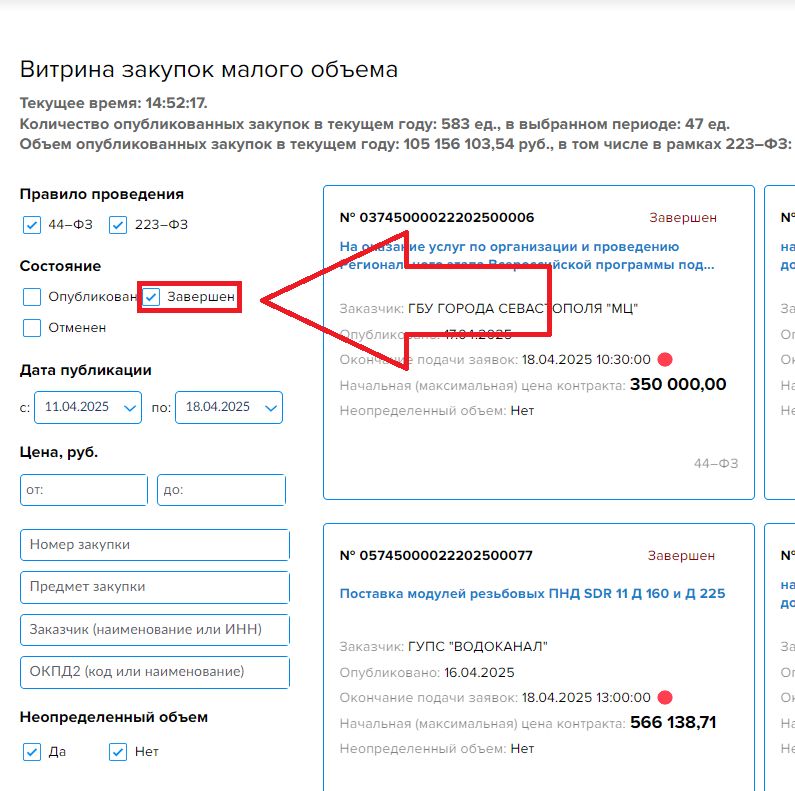 Витрина закупок малого объема
Текущее время: 14:52:17.
Количество опубликованных закупок в текущем году: 583 ед., в выбранном периоде: 47 ед.
Объем опубликованных закупок в текущем году: 105 156 103,54 руб., в том числе в рамках 223–ФЗ:
Правило проведения
44–ФЗ
223–ФЗ
Состояние
Опубликован
Завершен
Отменен
Дата публикации
с: 11.04.2025 по: 18.04.2025
Цена, руб.
от: до:
Номер закупки
Предмет закупки
Заказчик (наименование или ИНН)
ОКПД2 (код или наименование)
Неопределенный объем
Да
Нет
№ 03745000022202500006 Завершен
На оказание услуг по организации и проведению
Регионального этапа Всероссийской программы под...
Заказчик: ГБУ ГОРОДА СЕВАСТОПОЛЯ "МЦ"
Опубликовано: 17.04.2025
Окончание подачи заявок: 18.04.2025 10:30:00
Начальная (максимальная) цена контракта: 350 000,00
Неопределенный объем: Нет
44–ФЗ
№ 05745000022202500077 Завершен
Поставка модулей резьбовых ПНД SDR 11 Д 160 и Д 225
Заказчик: ГУПС "ВОДОКАНАЛ"
Опубликовано: 16.04.2025
Окончание подачи заявок: 18.04.2025 13:00:00
Начальная (максимальная) цена контракта: 566 138,71
Неопределенный объем: Нет